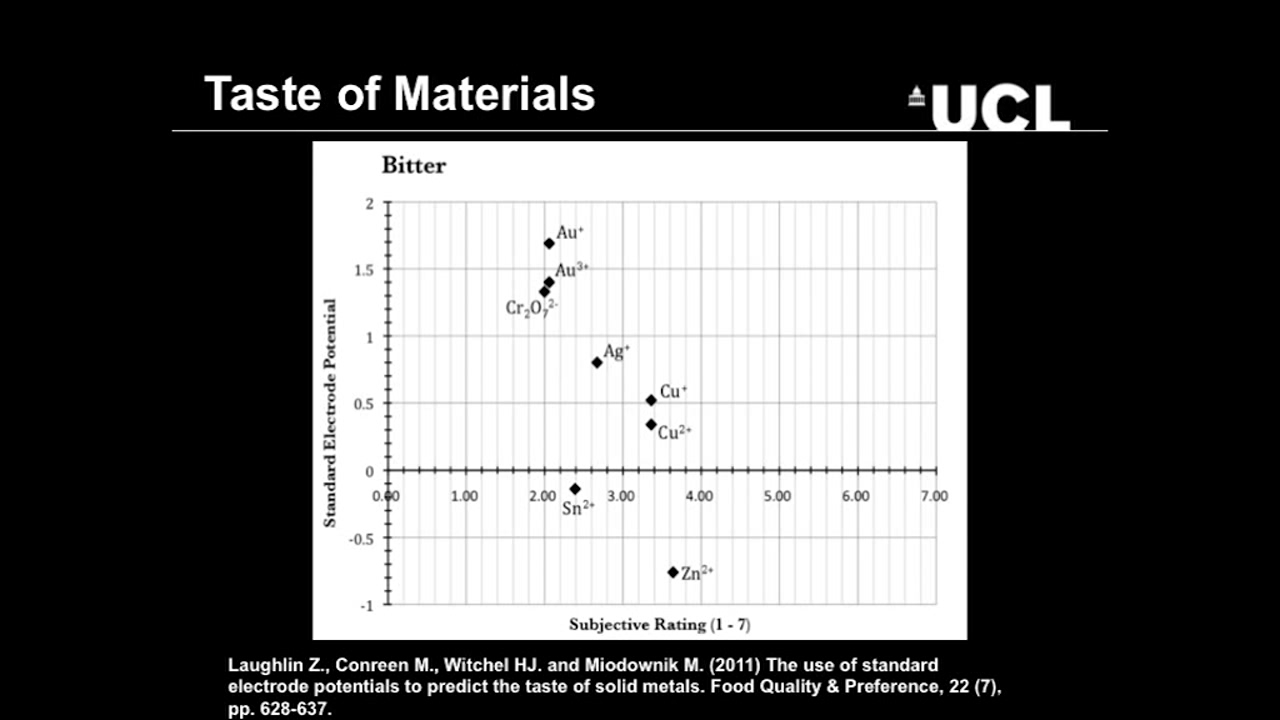 Taste of Materials
UCL
Bitter
2
Au⁺
1.5
Au³⁺
Cr₂O₇²⁻
1
Ag⁺
Cu⁺
0.5
Cu²⁺
0
0.00 1.00 2.00 3.00 4.00 5.00 6.00 7.00
Sn²⁺
-0.5
Zn²⁺
-1
Standard Electrode Potential
Subjective Rating (1 - 7)
Laughlin Z., Conreen M., Witchel HJ. and Miodownik M. (2011) The use of standard
electrode potentials to predict the taste of solid metals. Food Quality & Preference, 22 (7),
pp. 628-637.